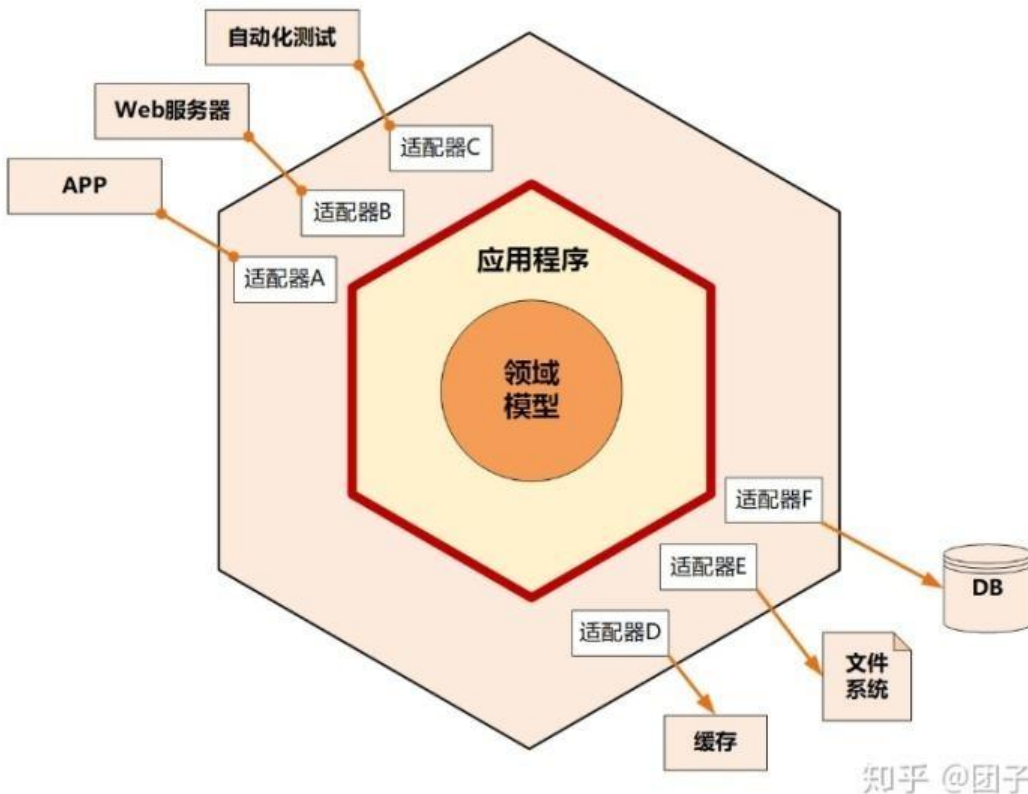 自动化测试
Web服务器
适配器C
APP
适配器B
应用程序
适配器A
领域
模型
适配器F
适配器E
DB
适配器D
文件
系统
缓存
知乎 @团子